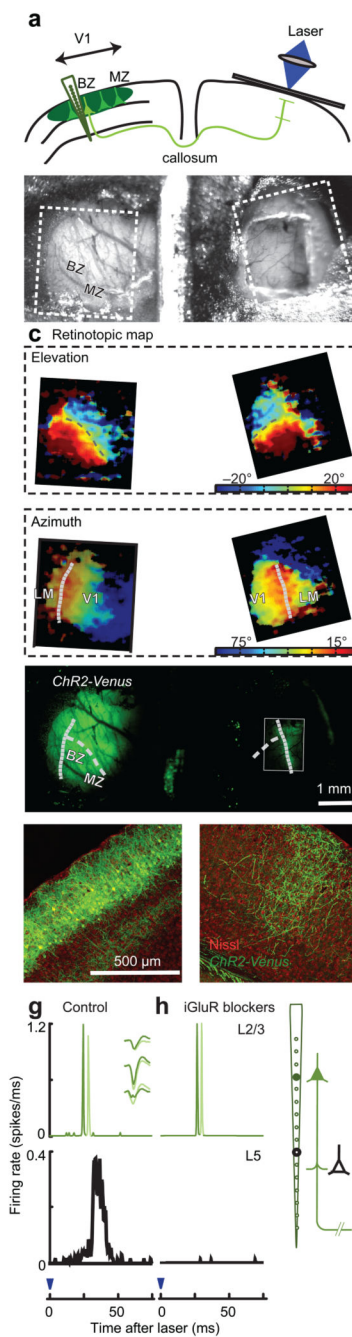 a
V1
Laser
BZ MZ
callosum
BZ
MZ
c Retinotopic map
Elevation
–20° 20°
Azimuth
LM V1
V1 LM
75° 15°
ChR2-Venus
BZ
MZ
1 mm
500 µm
Nissl
ChR2-Venus
g Control
h iGluR blockers
L2/3
1.2
0
L5
0.4
0
Firing rate (spikes/ms)
0 50 0 50
Time after laser (ms)